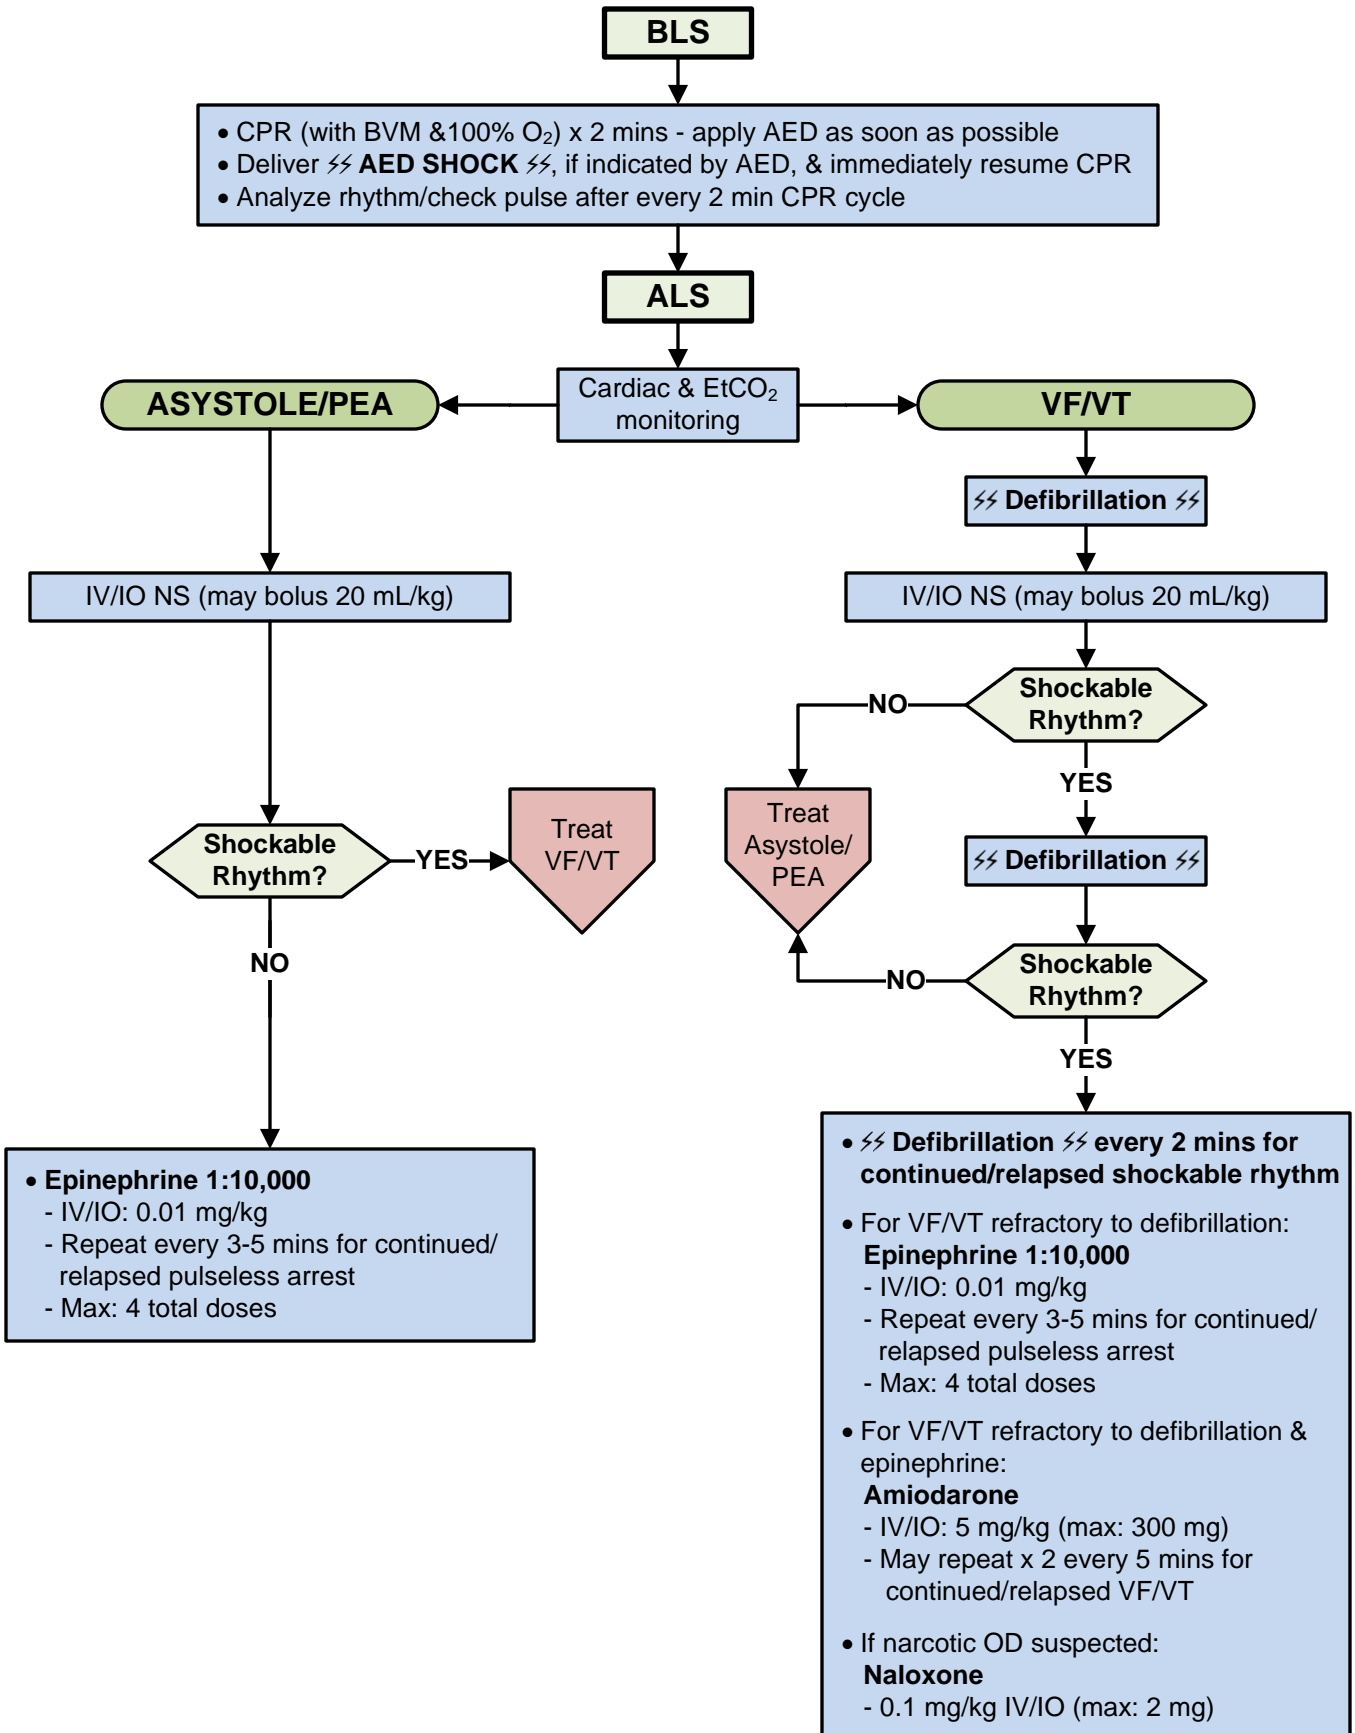 BLS
• CPR (with BVM &100% O₂) x 2 mins - apply AED as soon as possible
• Deliver ⚡⚡ AED SHOCK ⚡⚡, if indicated by AED, & immediately resume CPR
• Analyze rhythm/check pulse after every 2 min CPR cycle
ALS
Cardiac & EtCO₂
monitoring
ASYSTOLE/PEA
IV/IO NS (may bolus 20 mL/kg)
Shockable
Rhythm?
YES
Treat
VF/VT
NO
• Epinephrine 1:10,000
- IV/IO: 0.01 mg/kg
- Repeat every 3-5 mins for continued/
relapsed pulseless arrest
- Max: 4 total doses
VF/VT
⚡⚡ Defibrillation ⚡⚡
IV/IO NS (may bolus 20 mL/kg)
Shockable
Rhythm?
NO
Treat
Asystole/
PEA
YES
⚡⚡ Defibrillation ⚡⚡
Shockable
Rhythm?
NO
YES
• ⚡⚡ Defibrillation ⚡⚡ every 2 mins for
continued/relapsed shockable rhythm
• For VF/VT refractory to defibrillation:
Epinephrine 1:10,000
- IV/IO: 0.01 mg/kg
- Repeat every 3-5 mins for continued/
relapsed pulseless arrest
- Max: 4 total doses
• For VF/VT refractory to defibrillation &
epinephrine:
Amiodarone
- IV/IO: 5 mg/kg (max: 300 mg)
- May repeat x 2 every 5 mins for
continued/relapsed VF/VT
• If narcotic OD suspected:
Naloxone
- 0.1 mg/kg IV/IO (max: 2 mg)